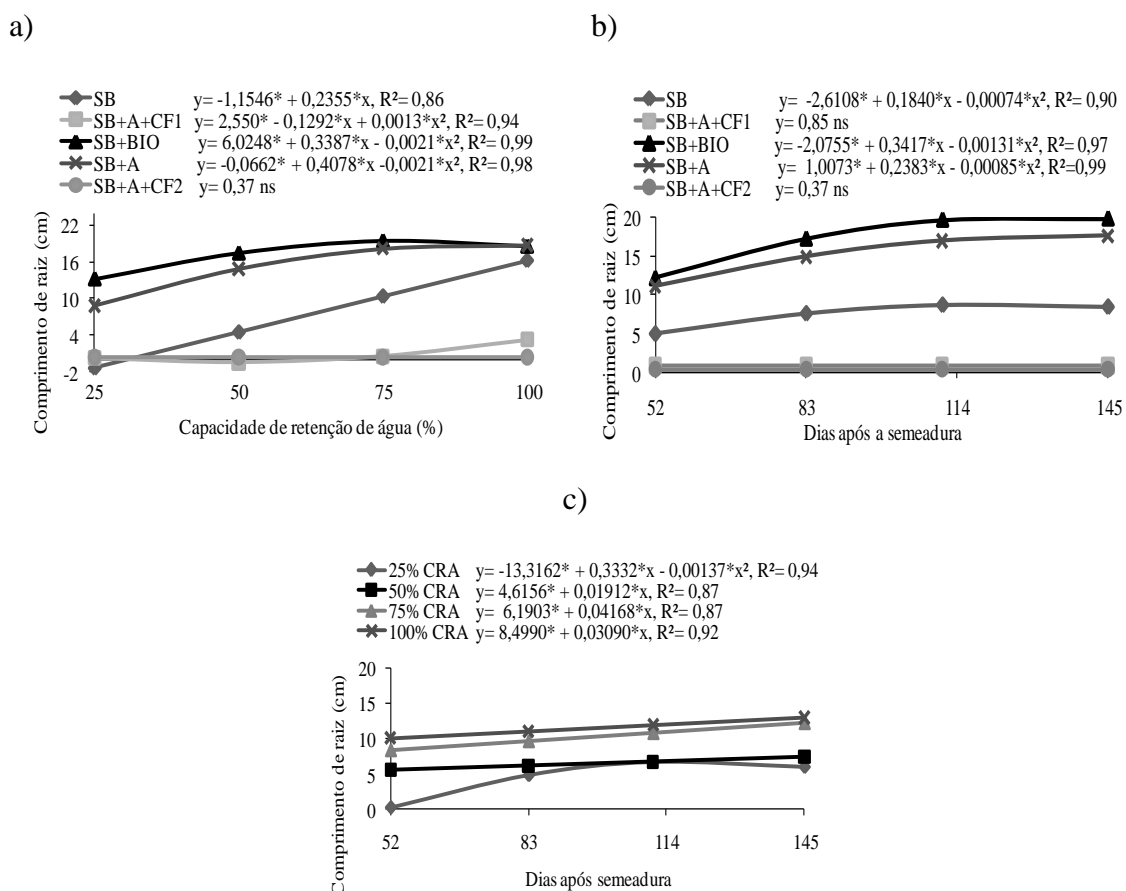 a)
SB y= -1,1546* + 0,2355*x, R²= 0,86
SB+A+CF1 y= 2,550* - 0,1292*x + 0,0013*x², R²= 0,94
SB+BIO y= 6,0248* + 0,3387*x - 0,0021*x², R²= 0,99
SB+A y= -0,0662* + 0,4078*x -0,0021*x², R²= 0,98
SB+A+CF2 y= 0,37 ns
Comprimento de raiz (cm)
22
16
10
4
-2
25 50 75 100
Capacidade de retenção de água (%)
b)
SB y= -2,6108* + 0,1840*x - 0,00074*x², R²= 0,90
SB+A+CF1 y= 0,85 ns
SB+BIO y= -2,0755* + 0,3417*x - 0,00131*x², R²= 0,97
SB+A y= 1,0073* + 0,2383*x - 0,00085*x², R²=0,99
SB+A+CF2 y= 0,37 ns
Comprimento de raiz (cm)
20
15
10
5
0
52 83 114 145
Dias após a semeadura
c)
25% CRA y= -13,3162* + 0,3332*x - 0,00137*x², R²= 0,94
50% CRA y= 4,6156* + 0,01912*x, R²= 0,87
75% CRA y= 6,1903* + 0,04168*x, R²= 0,87
100% CRA y= 8,4990* + 0,03090*x, R²= 0,92
Comprimento de raiz (cm)
20
15
10
5
0
52 83 114 145
Dias após semeadura